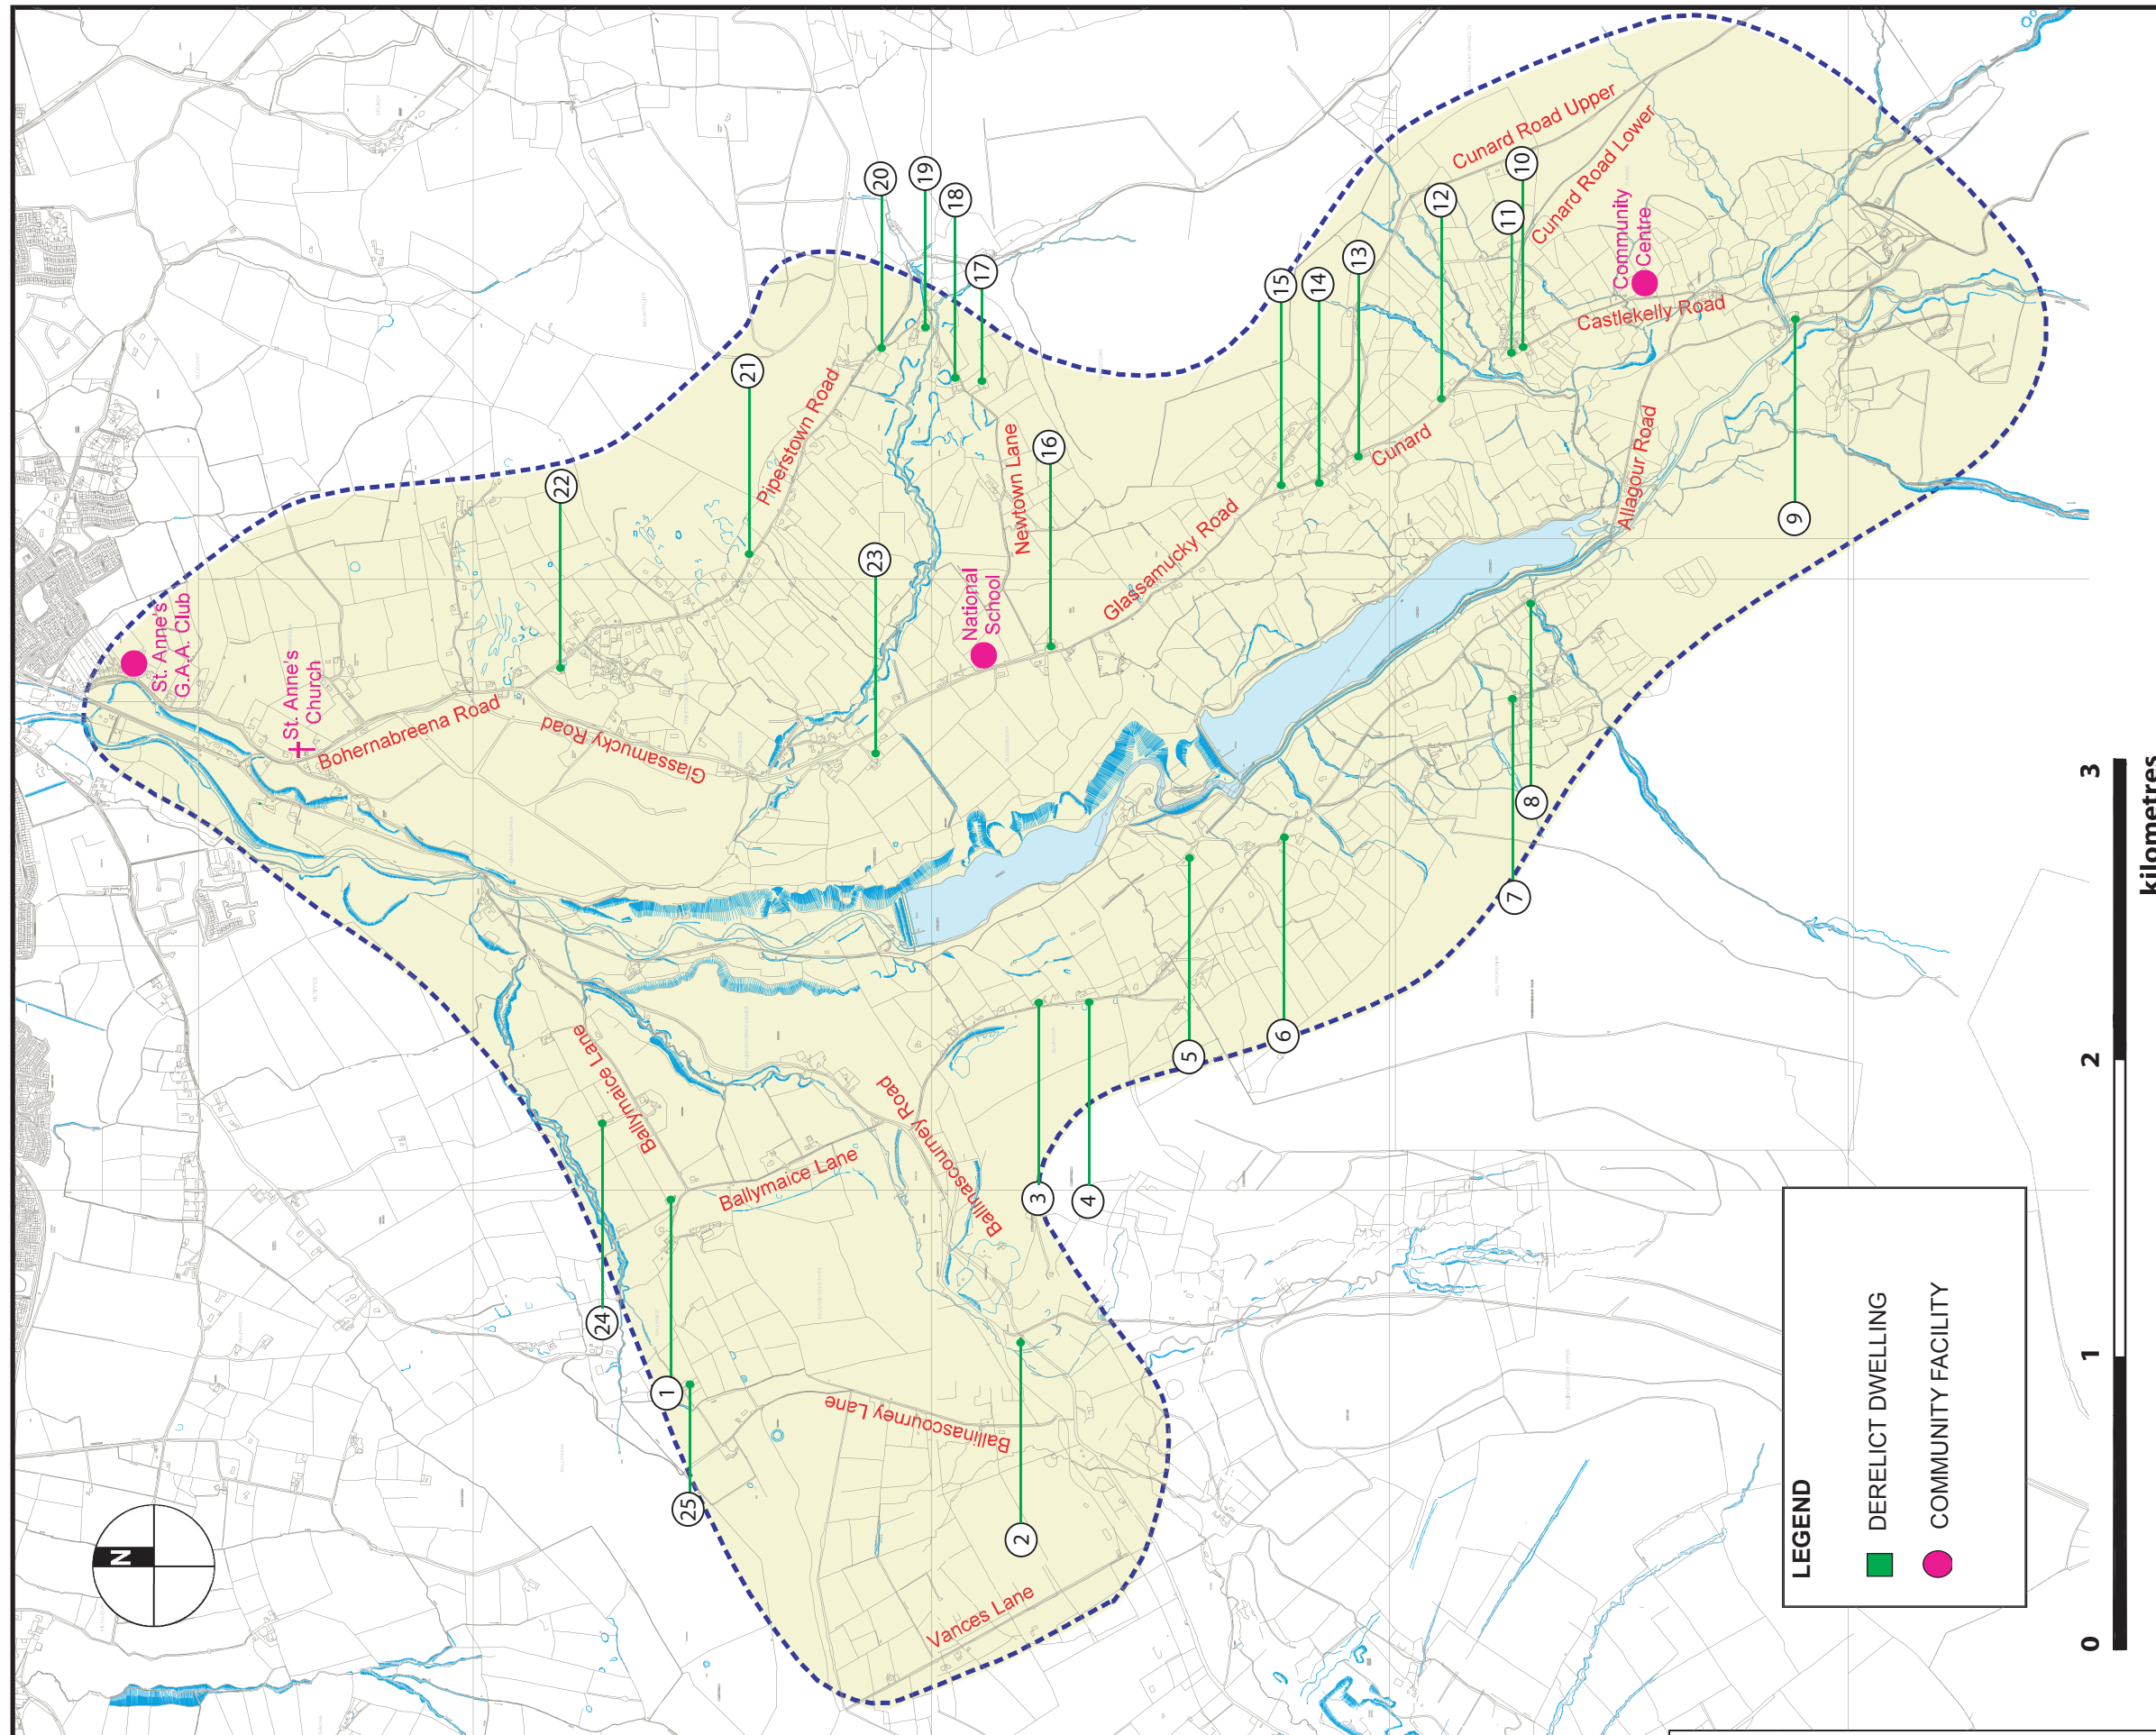 St. Anne's
G.A.A. Club
St. Anne's
Church
Bohernabreena Road
Glassamucky Road
22
21
Piperstown Road
20
19
18
17
23
National
School
Newtown Lane
16
Glassamucky Road
15
14
13
12
11
10
Cunard
Cunard Road Upper
Cunard Road Lower
Community
Centre
Castlekelly Road
Allagour Road
9
8
7
6
5
4
3
Ballymaice Lane
Ballymaice Lane
Ballinascourney Road
24
1
25
2
Ballinascourney Lane
Vances Lane
N
LEGEND
DERELICT DWELLING
COMMUNITY FACILITY
0 1 2 3
kilometres